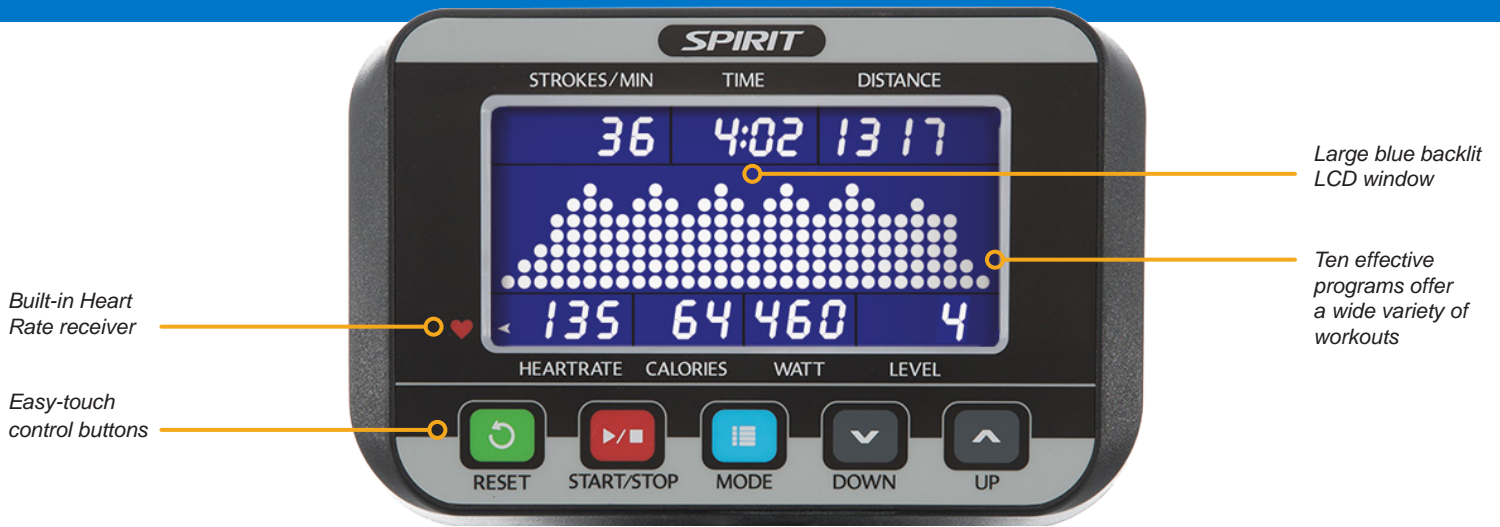 SPIRIT
STROKES/MIN TIME DISTANCE
36 4:02 1317
Large blue backlit
LCD window
Ten effective
programs offer
a wide variety of
workouts
Built-in Heart
Rate receiver
135 64 460 4
HEARTRATE CALORIES WATT LEVEL
Easy-touch
control buttons
RESET START/STOP MODE DOWN UP